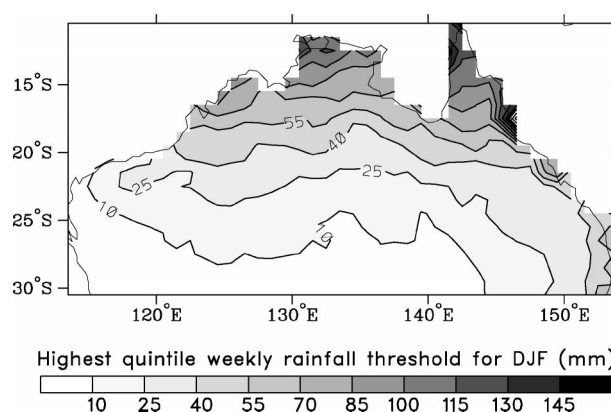 15°S
20°S
25°S
30°S
55
40
25
25
10
10
120°E 130°E 140°E 150°E
Highest quintile weekly rainfall threshold for DJF (mm)
10 25 40 55 70 85 100 115 130 145